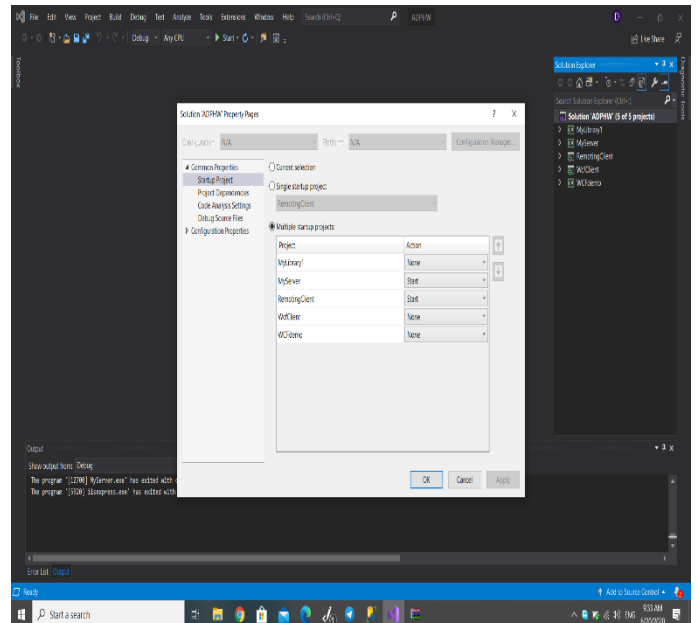 File Edit View Project Build Debug Test Analyze Tools Extensions Window Help Search (Ctrl+Q) ADPHW D
Debug Any CPU Start Live Share
Toolbox
Solution Explorer
Search Solution Explorer (Ctrl+;)
Solution 'ADPHW' (5 of 5 projects)
MyLibrary1
MyServer
RemotingClient
WcfClient
WCFdemo
Diagnostic Tools
Solution 'ADPHW' Property Pages ? X
Configuration: N/A Platform: N/A Configuration Manager...
Common Properties
Startup Project
Project Dependencies
Code Analysis Settings
Debug Source Files
Configuration Properties
Current selection
Single startup project
RemotingClient
Multiple startup projects:
Project Action
MyLibrary1 None
MyServer Start
RemotingClient Start
WcfClient None
WCFdemo None
OK Cancel Apply
Output
Show output from: Debug
The program '[12700] MyServer.exe' has exited with
The program '[5920] iisexpress.exe' has exited with
Error List Output
Ready Add to Source Control
Start a search ENG 9:33 AM
6/20/2020